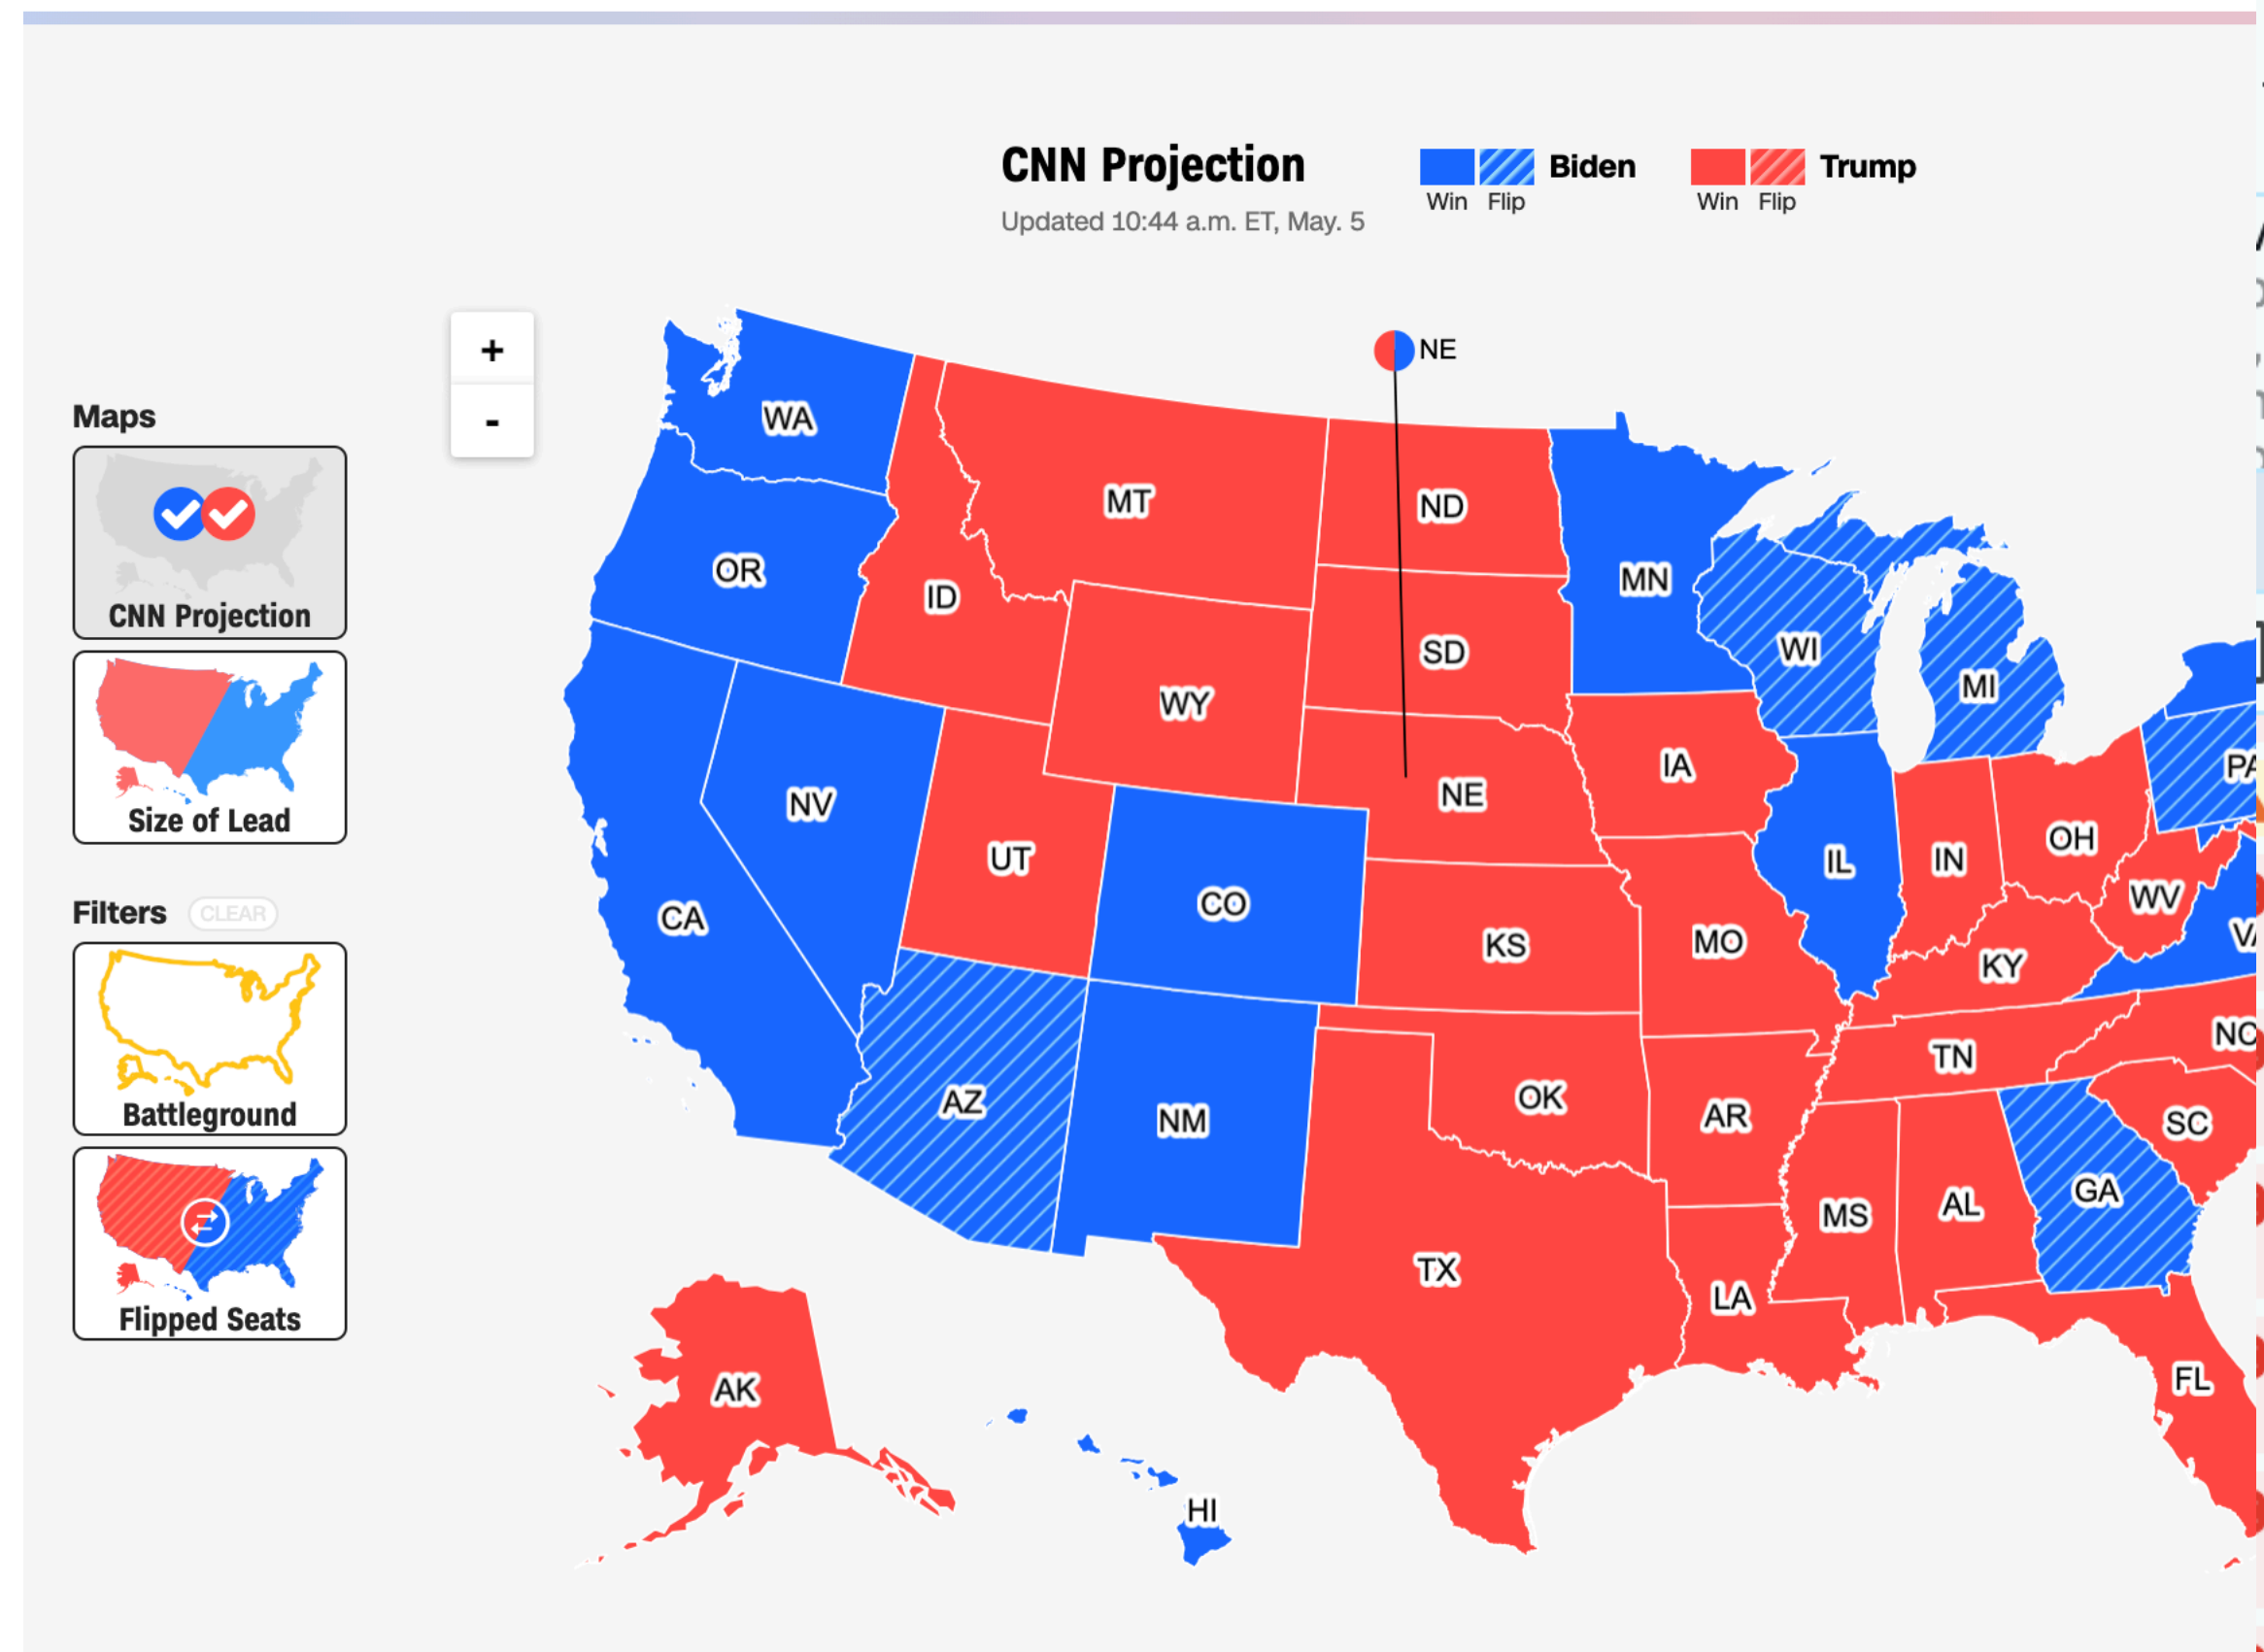 CNN Projection
Updated 10:44 a.m. ET, May. 5
Win Flip Biden
Win Flip Trump
+
-
Maps
CNN Projection
Size of Lead
Filters CLEAR
Battleground
Flipped Seats
NE
WA
MT
ND
OR
ID
MN
SD
WI
MI
WY
IA
PA
NV
NE
OH
UT
IL
IN
CO
WV
CA
KS
MO
KY
VA
NC
TN
AZ
NM
OK
AR
SC
GA
MS
AL
TX
LA
FL
AK
HI